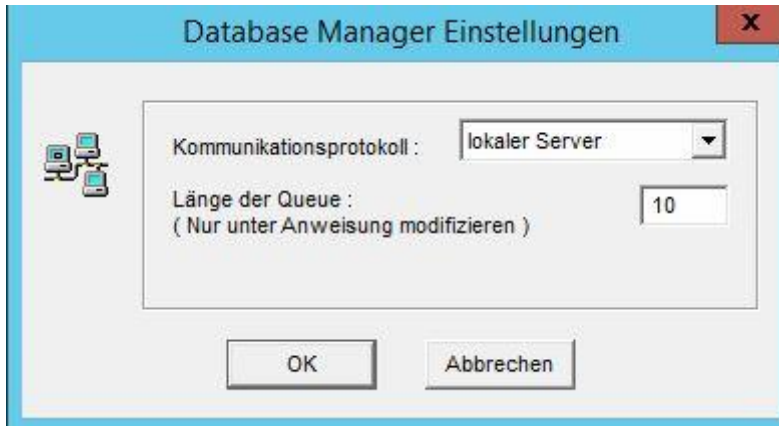 Database Manager Einstellungen
x
Kommunikationsprotokoll : lokaler Server
Länge der Queue : 10
( Nur unter Anweisung modifizieren )
OK Abbrechen